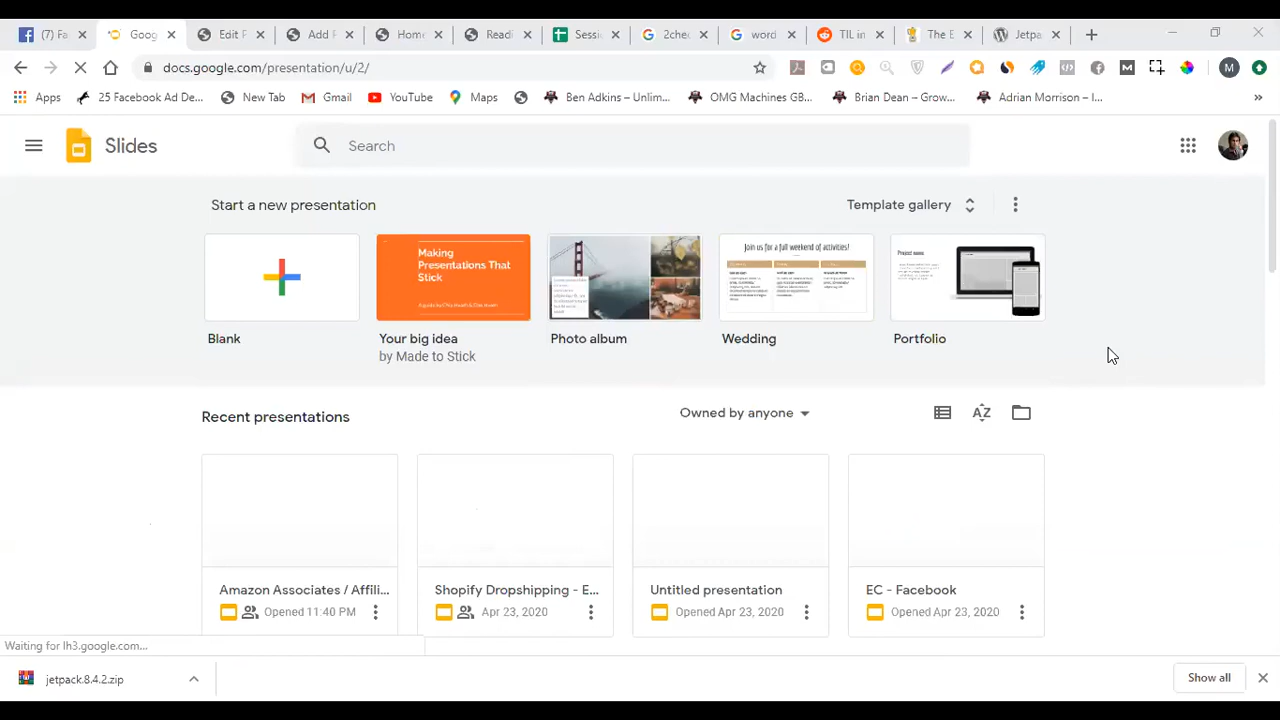 (7) Fa
Goog
Edit P
Add P
Home
Readi
Sessi
2chec
word
TIL in
The E
Jetpa
docs.google.com/presentation/u/2/
M
Apps
25 Facebook Ad De...
New Tab
Gmail
YouTube
Maps
Ben Adkins – Unlim...
OMG Machines GB...
Brian Dean – Grow...
Adrian Morrison – I...
»
Slides
Search
Start a new presentation
Template gallery
Making
Presentations That
Stick
Join us for a full weekend of activities!
Project name
Blank
Your big idea
by Made to Stick
Photo album
Wedding
Portfolio
Recent presentations
Owned by anyone
AZ
Amazon Associates / Affili...
Opened 11:40 PM
Shopify Dropshipping - E...
Apr 23, 2020
Untitled presentation
Opened Apr 23, 2020
EC - Facebook
Opened Apr 23, 2020
Waiting for lh3.google.com...
jetpack.8.4.2.zip
Show all